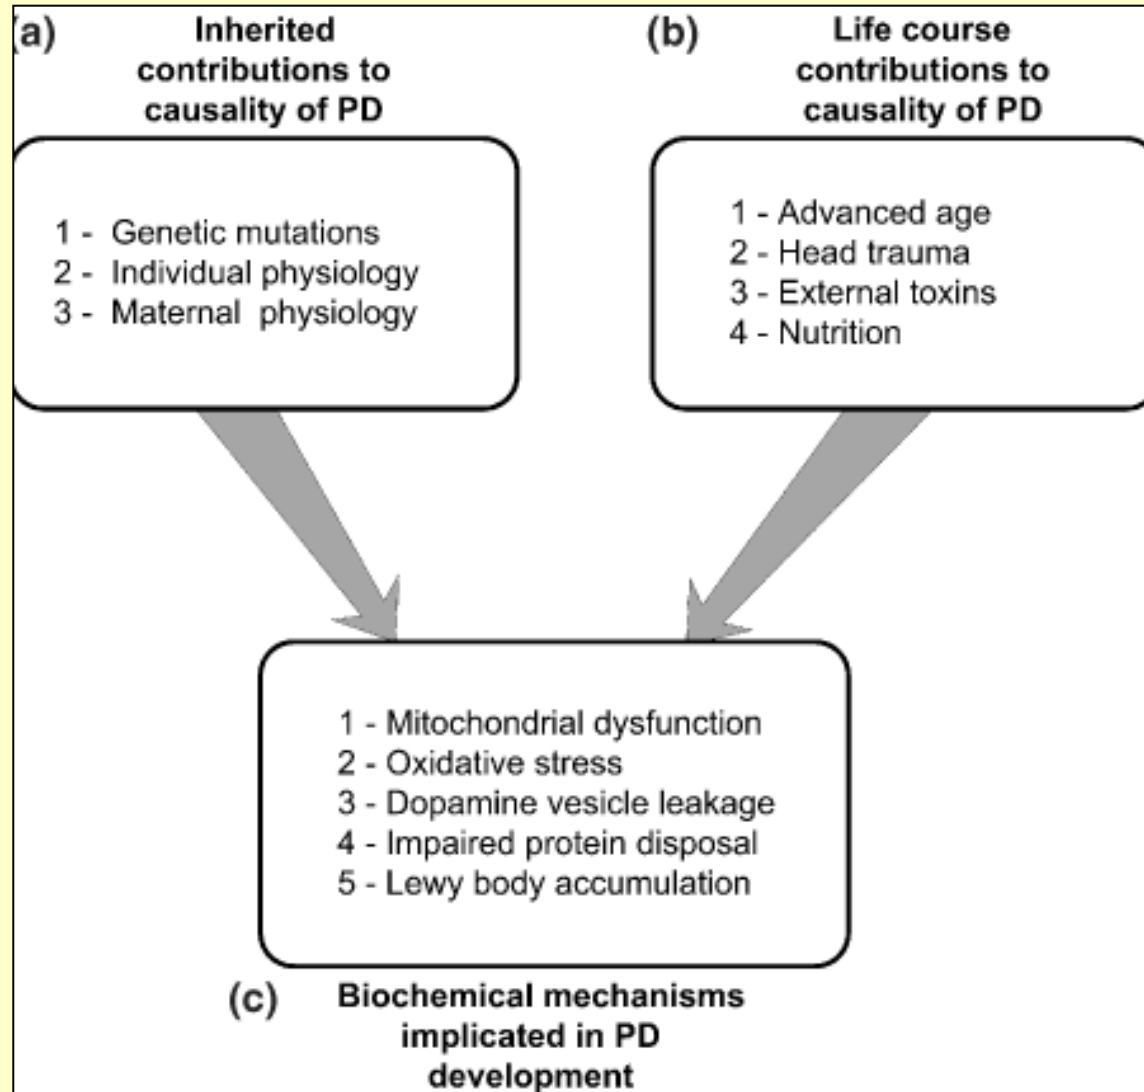 (a)
Inherited
contributions to
causality of PD
1 - Genetic mutations
2 - Individual physiology
3 - Maternal physiology
(b)
Life course
contributions to
causality of PD
1 - Advanced age
2 - Head trauma
3 - External toxins
4 - Nutrition
1 - Mitochondrial dysfunction
2 - Oxidative stress
3 - Dopamine vesicle leakage
4 - Impaired protein disposal
5 - Lewy body accumulation
(c)
Biochemical mechanisms
implicated in PD
development